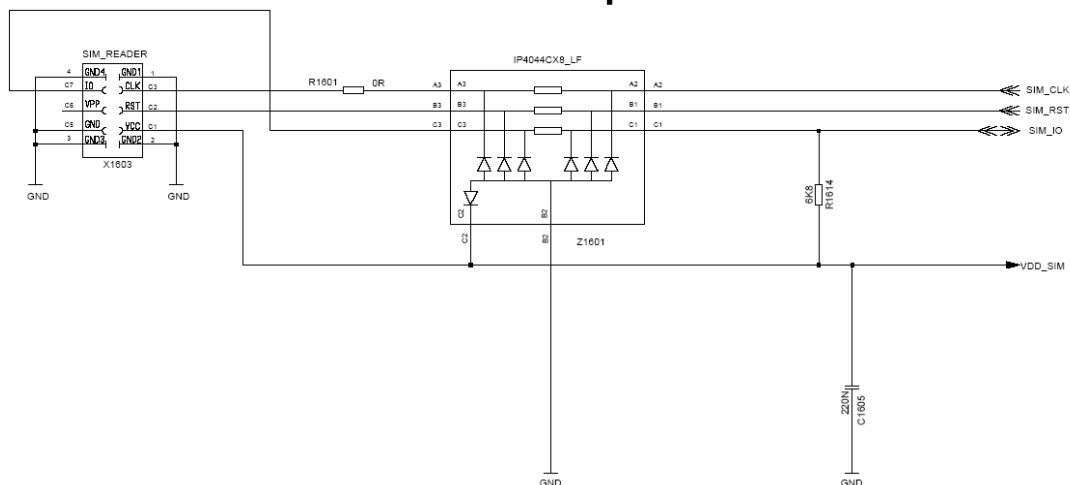 SIM_READER
IP4044CX8_LF
4 GND4 GND1 1
C7 IO CLK C3
C6 VPP RST C2
C5 GND VCC C1
3 GND3 GND2 2
X1603
GND
GND
R1601 0R
A3 A3 A2 A2 SIM_CLK
B3 B3 B1 B1 SIM_RST
C3 C3 C1 C1 SIM_IO
C2
C2
B2
B2
Z1601
6K8
R1614
VDD_SIM
220N
C1605
GND
GND